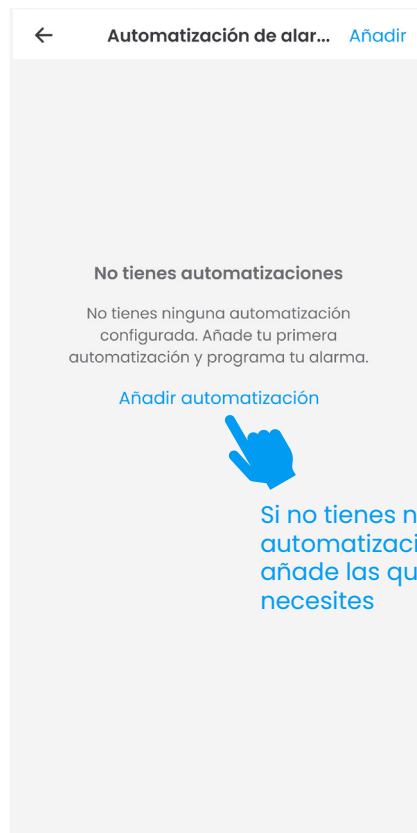 Automatización de alar... Añadir
No tienes automatizaciones
No tienes ninguna automatización
configurada. Añade tu primera
automatización y programa tu alarma.
Añadir automatización
Si no tienes n
automatizaci
añade las qu
necesites